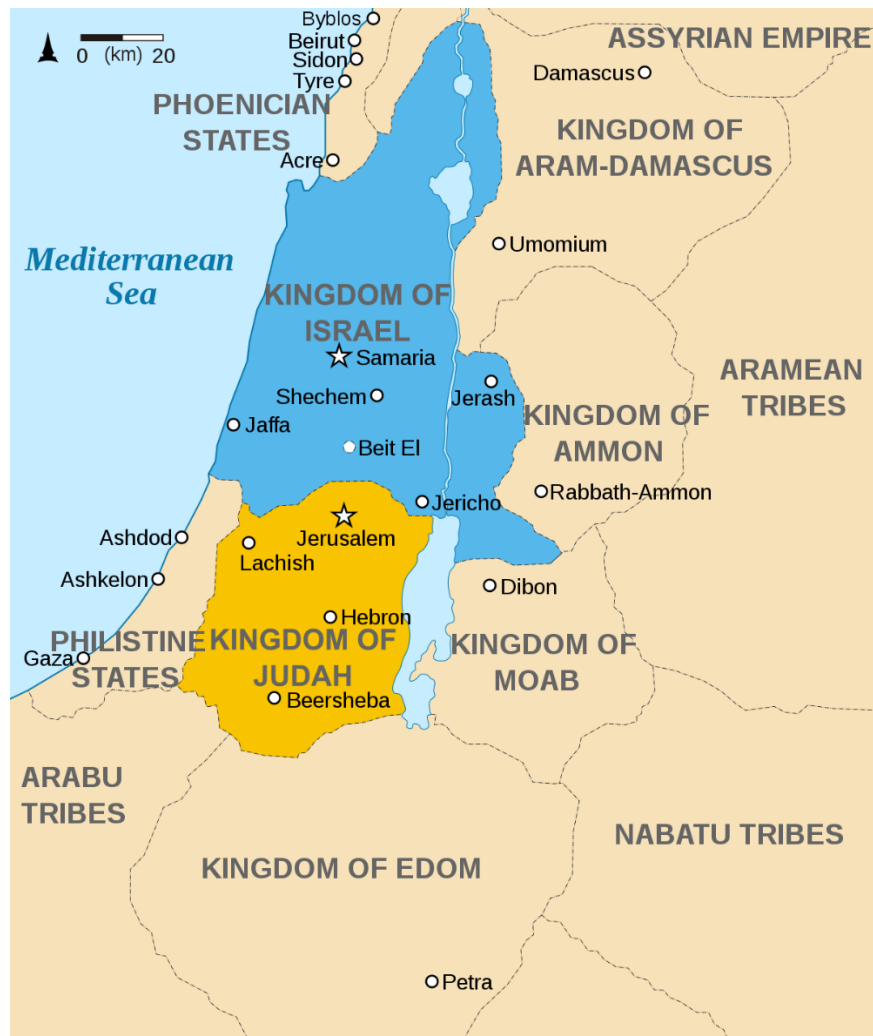 Byblos
Beirut
Sidon
Tyre
0 (km) 20
ASSYRIAN EMPIRE
Damascus
PHOENICIAN
STATES
KINGDOM OF
ARAM-DAMASCUS
Acre
Umomium
Mediterranean
Sea
KINGDOM OF
ISRAEL
Samaria
Shechem
Jerash
ARAMEAN
TRIBES
KINGDOM OF
AMMON
Jaffa
Beit El
Rabbath-Ammon
Jericho
Jerusalem
Ashdod
Lachish
Ashkelon
Dibon
Hebron
PHILISTINE
STATES
Gaza
KINGDOM OF
JUDAH
KINGDOM OF
MOAB
Beersheba
ARABU
TRIBES
NABATU TRIBES
KINGDOM OF EDOM
Petra